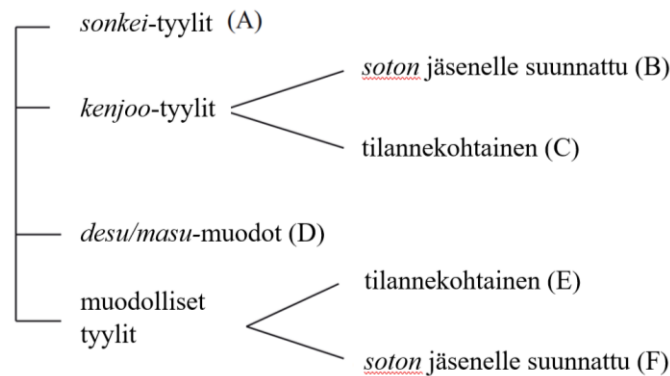 sonkei-tyylit (A)
soton jäsenelle suunnattu (B)
kenjoo-tyylit
tilannekohtainen (C)
desu/masu-muodot (D)
tilannekohtainen (E)
muodolliset
tyylit
soton jäsenelle suunnattu (F)